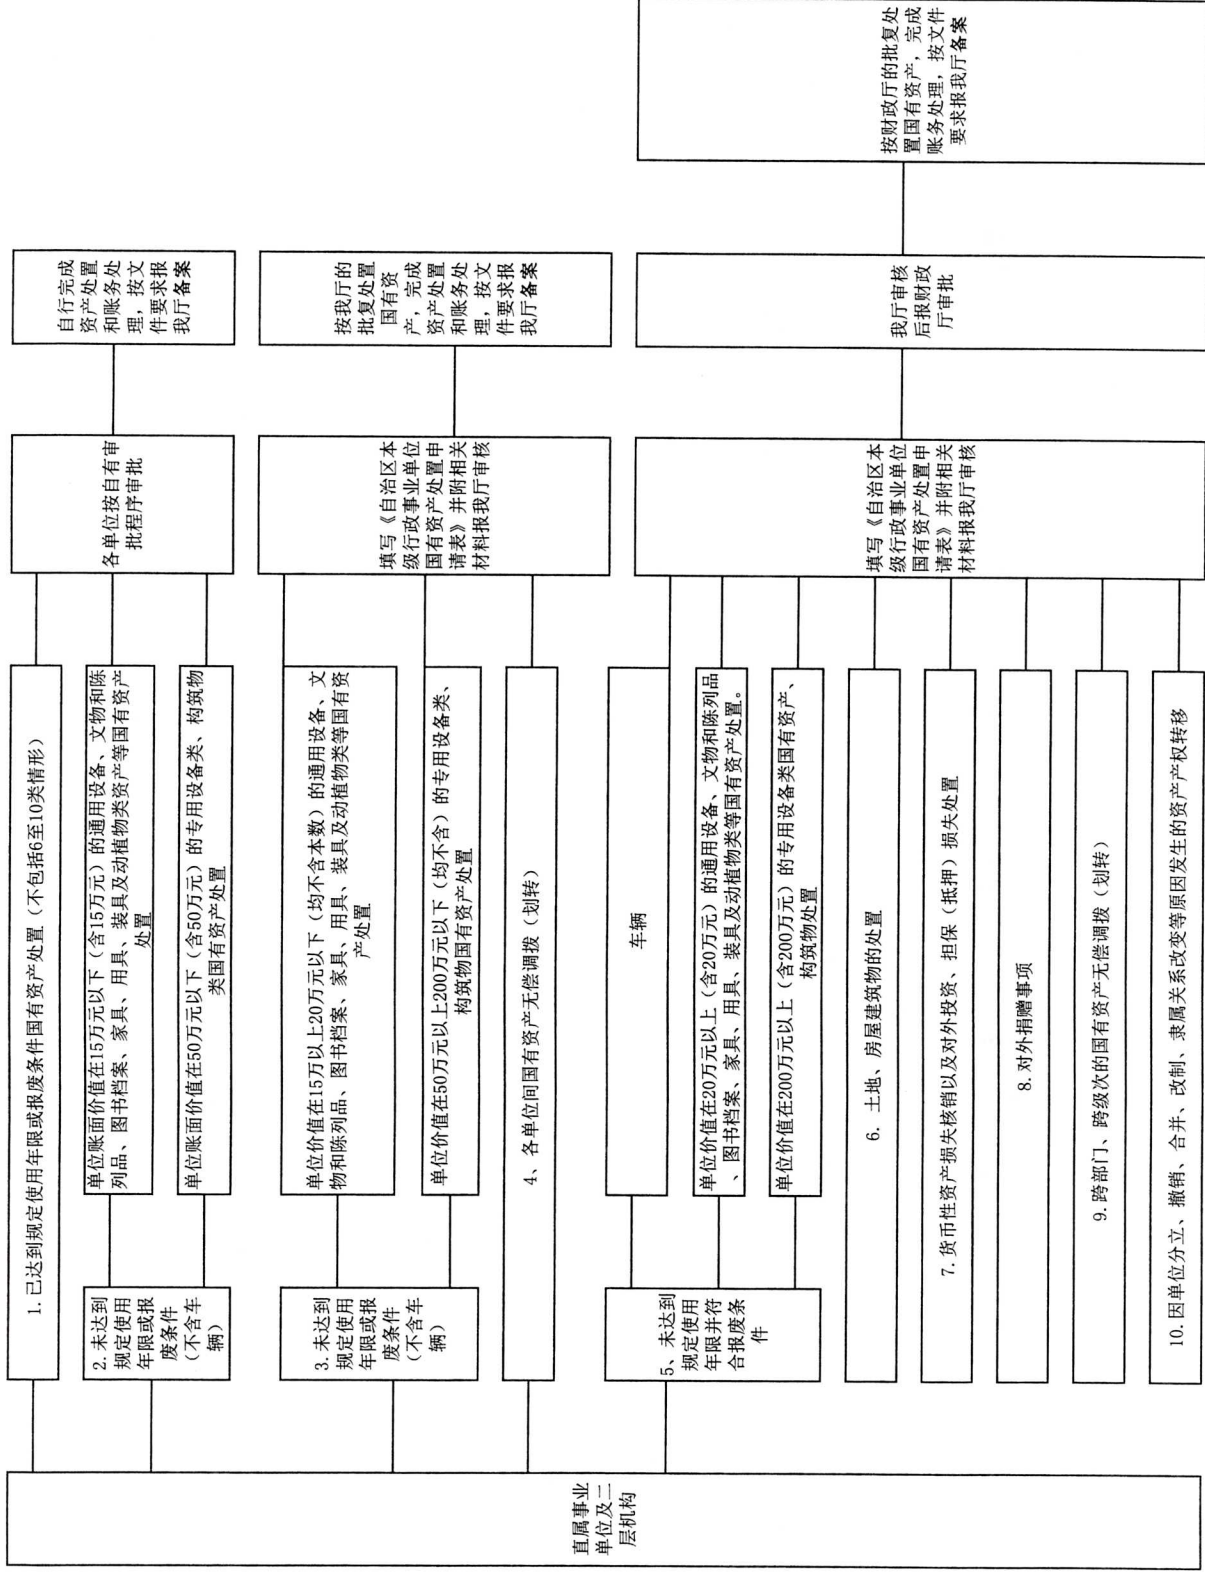 直属事业
单位及二
层机构
1. 已达到规定使用年限或报废条件国有资产处置（不包括6至10类情形）
2. 未达到
规定使用
年限或报
废条件
（不含车
辆）
单位账面价值在15万元以下（含15万元）的通用设备、文物和陈
列品、图书档案、家具、用具、装具及动植物类资产等国有资产
处置
单位账面价值在50万元以下（含50万元）的专用设备类、构筑物
类国有资产处置
各单位按自有审
批程序审批
自行完成
资产处置
和账务处
理，按文
件要求报
我厅备案
3. 未达到
规定使用
年限或报
废条件
（不含车
辆）
单位价值在15万以上20万元以下（均不含本数）的通用设备、文
物和陈列品、图书档案、家具、用具、装具及动植物类等国有资
产处置
单位价值在50万元以上200万元以下（均不含）的专用设备类、
构筑物国有资产处置
4、各单位间国有资产无偿调拨（划转）
填写《自治区本
级行政事业单位
国有资产处置申
请表》并附相关
材料报我厅审核
按我厅的
批复处置
国有资
产，完成
资产处置
和账务处
理，按文
件要求报
我厅备案
5、未达到
规定使用
年限并符
合报废条
件
车辆
单位价值在20万元以上（含20万元）的通用设备、文物和陈列品
、图书档案、家具、用具、装具及动植物类等国有资产处置。
单位价值在200万元以上（含200万元）的专用设备类国有资产、
构筑物处置
6. 土地、房屋建筑物的处置
7. 货币性资产损失核销以及对外投资、担保（抵押）损失处置
8. 对外捐赠事项
9. 跨部门、跨级次的国有资产无偿调拨（划转）
10. 因单位分立、撤销、合并、改制、隶属关系改变等原因发生的资产产权转移
填写《自治区本
级行政事业单位
国有资产处置申
请表》并附相关
材料报我厅审核
我厅审核
后报财政
厅审批
按财政厅的批复处
置国有资产，完成
账务处理，按文件
要求报我厅备案